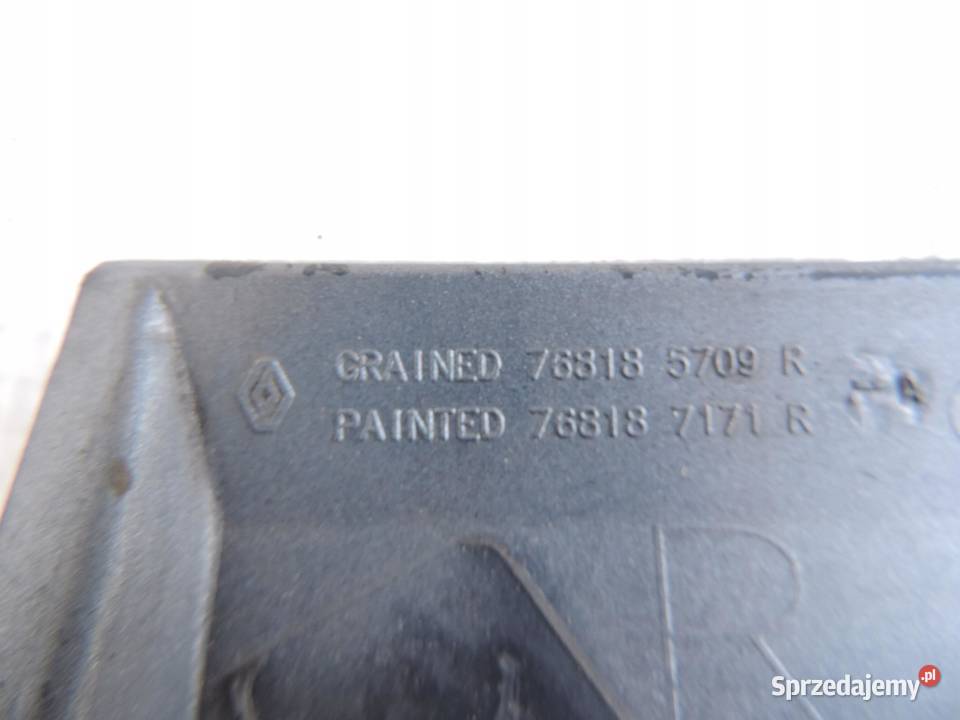 GRAINED 76818 5709 R
PAINTED 76818 7171 R
R
Sprzedajemy.pl